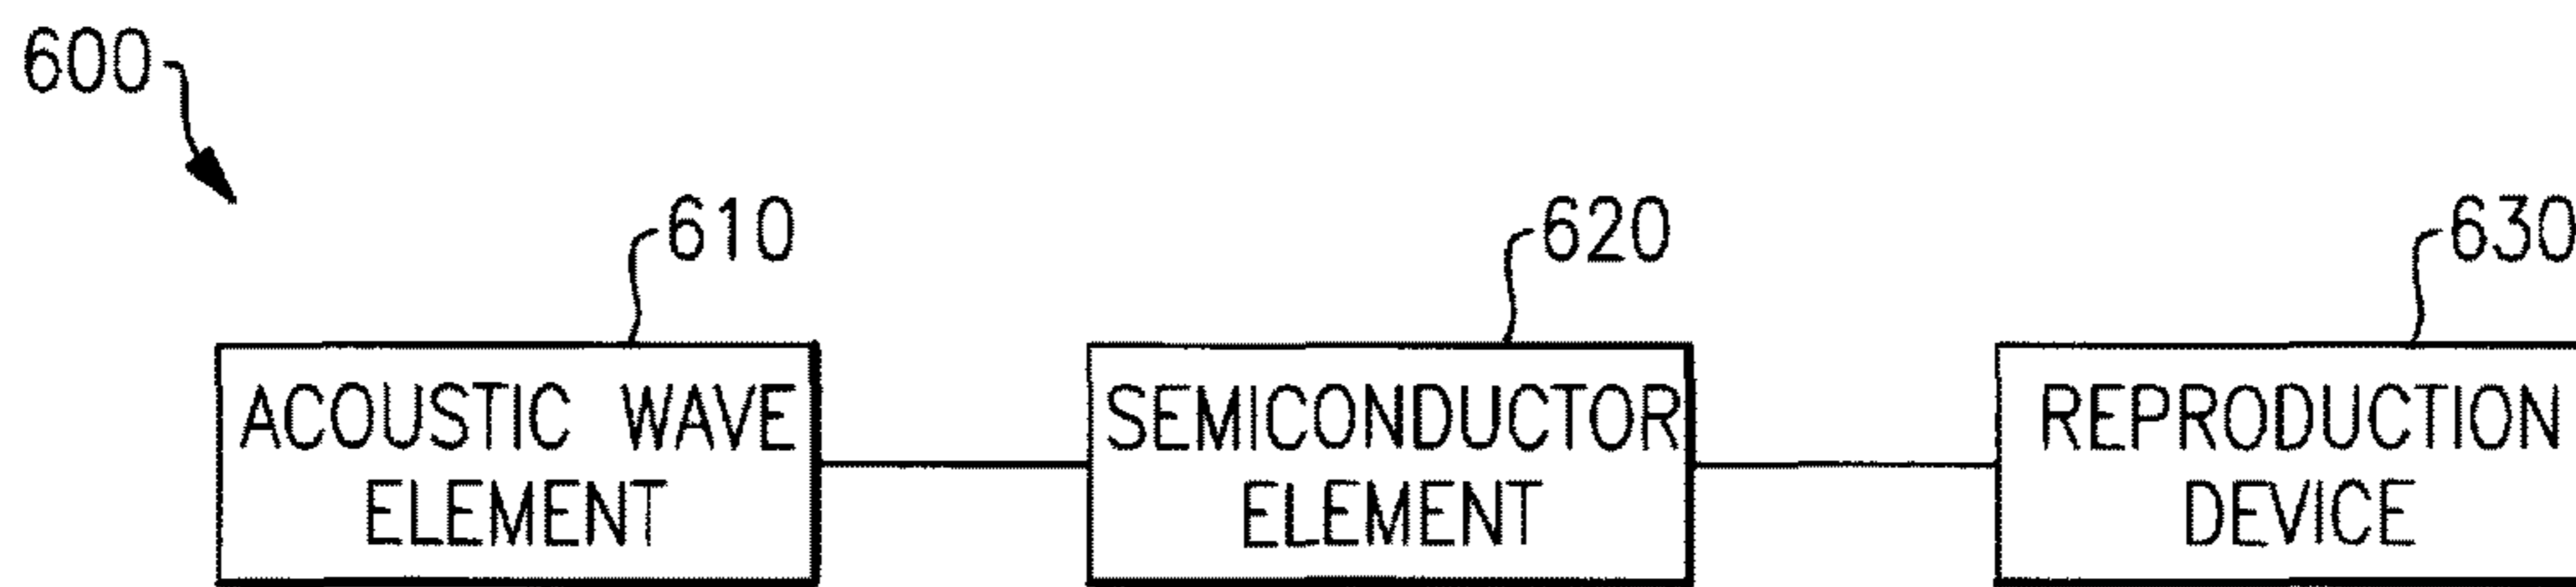 600
610
620
630
ACOUSTIC WAVE
ELEMENT
SEMICONDUCTOR
ELEMENT
REPRODUCTION
DEVICE